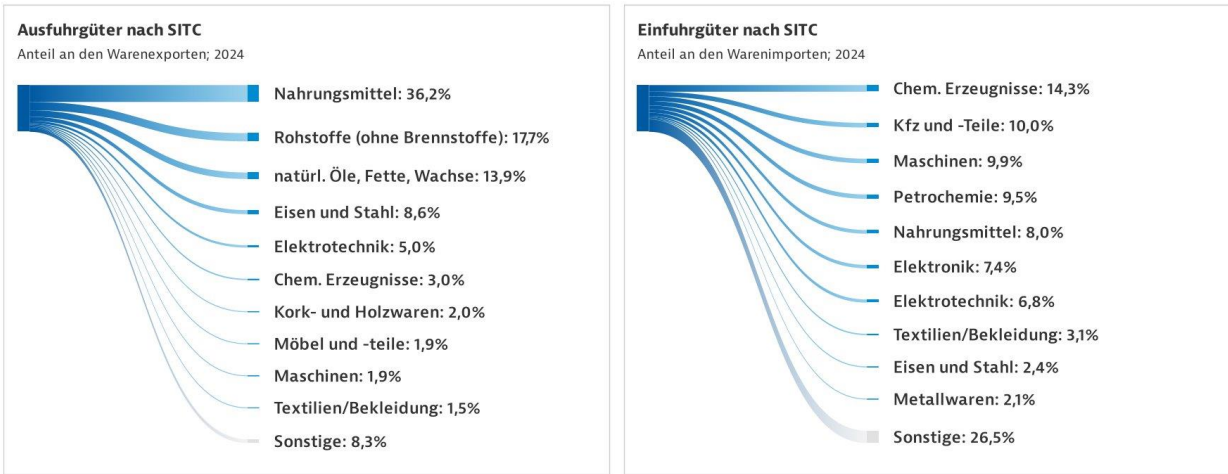 Ausfuhrgüter nach SITC
Anteil an den Warenexporten; 2024
Nahrungsmittel: 36,2%
Rohstoffe (ohne Brennstoffe): 17,7%
natürl. Öle, Fette, Wachse: 13,9%
Eisen und Stahl: 8,6%
Elektrotechnik: 5,0%
Chem. Erzeugnisse: 3,0%
Kork- und Holzwaren: 2,0%
Möbel und -teile: 1,9%
Maschinen: 1,9%
Textilien/Bekleidung: 1,5%
Sonstige: 8,3%
Einfuhrgüter nach SITC
Anteil an den Warenimporten; 2024
Chem. Erzeugnisse: 14,3%
Kfz und -Teile: 10,0%
Maschinen: 9,9%
Petrochemie: 9,5%
Nahrungsmittel: 8,0%
Elektronik: 7,4%
Elektrotechnik: 6,8%
Textilien/Bekleidung: 3,1%
Eisen und Stahl: 2,4%
Metallwaren: 2,1%
Sonstige: 26,5%